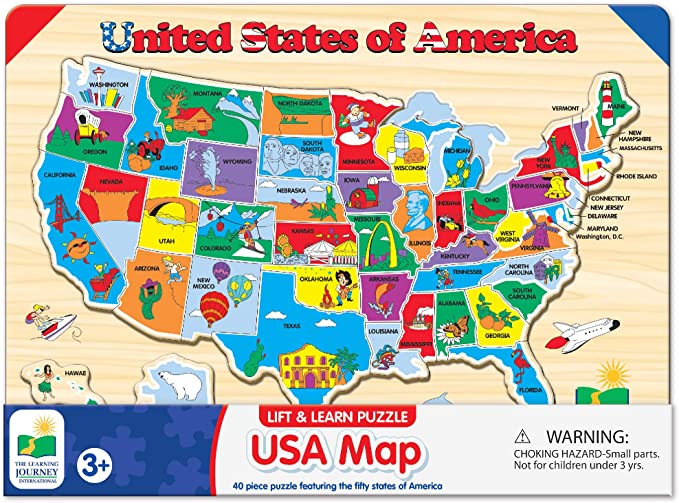 United States of America
WASHINGTON
MONTANA
NORTH DAKOTA
MINNESOTA
VERMONT
MAINE
NEW
HAMPSHIRE
MASSACHUSETTS
OREGON
IDAHO
WYOMING
SOUTH
DAKOTA
WISCONSIN
MICHIGAN
NEW
YORK
RHODE ISLAND
CALIFORNIA
NEVADA
NEBRASKA
IOWA
PENNSYLVANIA
CONNECTICUT
NEW JERSEY
DELAWARE
MARYLAND
Washington, D.C.
UTAH
COLORADO
KANSAS
MISSOURI
ILLINOIS
INDIANA
OHIO
WEST
VIRGINIA
VIRGINIA
KENTUCKY
ARIZONA
NEW
MEXICO
OKLAHOMA
ARKANSAS
TENNESSEE
NORTH
CAROLINA
SOUTH
CAROLINA
TEXAS
LOUISIANA
MISSISSIPPI
ALABAMA
GEORGIA
FLORIDA
HAWAII
THE LEARNING
JOURNEY
INTERNATIONAL
3+
LIFT & LEARN PUZZLE
USA Map
40 piece puzzle featuring the fifty states of America
WARNING:
CHOKING HAZARD-Small parts.
Not for children under 3 yrs.